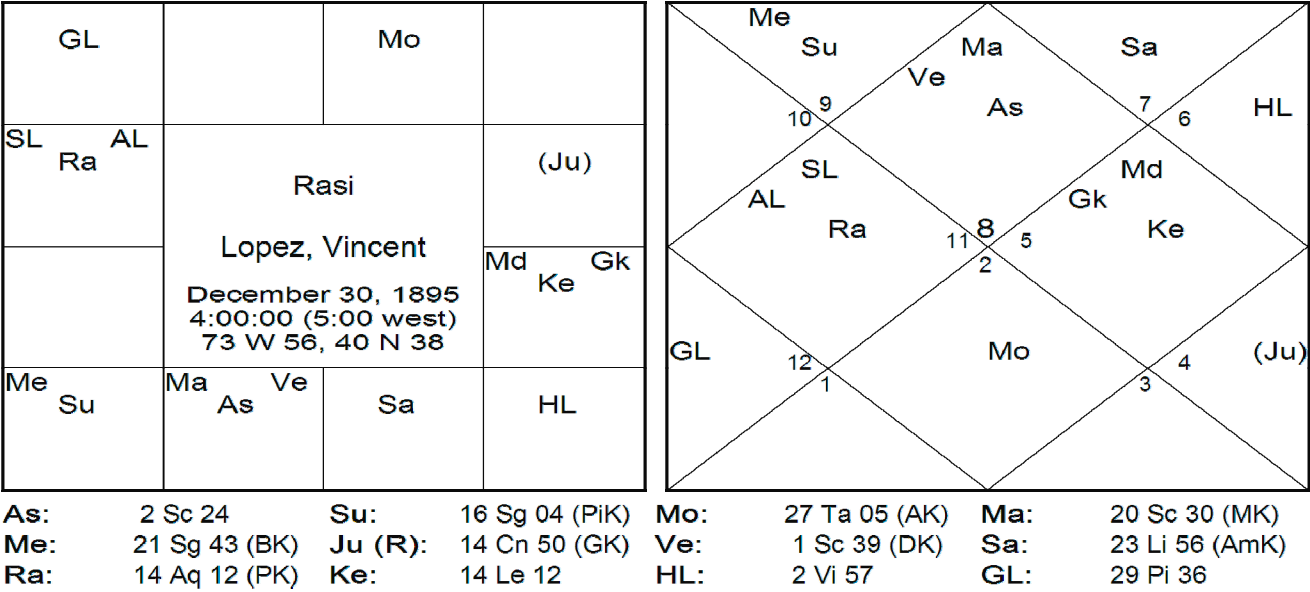 GL Mo
SL AL
Ra
(Ju)
Rasi
Lopez, Vincent
December 30, 1895
4:00:00 (5:00 west)
73 W 56, 40 N 38
Md Gk
Ke
Me
Su
Ma Ve
As
Sa
HL
Me
Su
Ma
Ve
As
Sa
9
10
7
6
HL
SL
AL
Ra
Md
Gk
Ke
8
11
5
2
GL
12
1
Mo
4
3
(Ju)
As: 2 Sc 24 Su: 16 Sg 04 (PiK) Mo: 27 Ta 05 (AK) Ma: 20 Sc 30 (MK)
Me: 21 Sg 43 (BK) Ju (R): 14 Cn 50 (GK) Ve: 1 Sc 39 (DK) Sa: 23 Li 56 (AmK)
Ra: 14 Aq 12 (PK) Ke: 14 Le 12 HL: 2 Vi 57 GL: 29 Pi 36